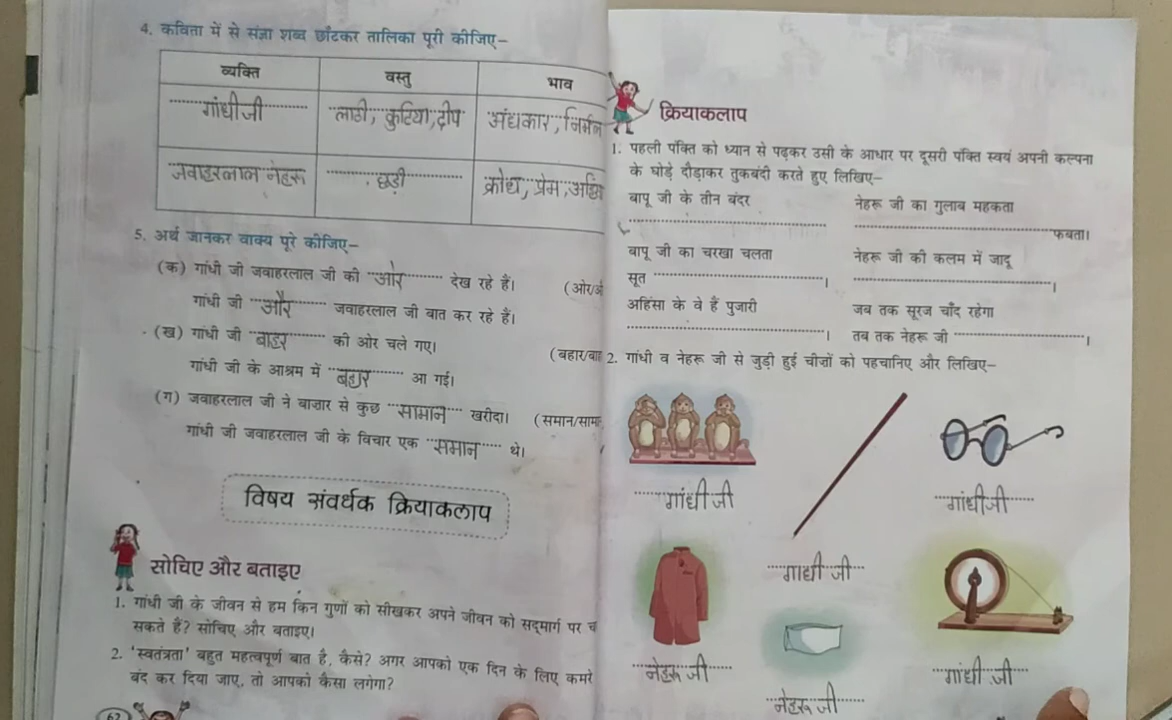 4. कविता में से संज्ञा शब्द छाँटकर तालिका पूरी कीजिए–
व्यक्ति वस्तु भाव
गांधीजी लाठी, कुटिया, दीप अंधकार, निर्मल
जवाहरलाल नेहरू छड़ी क्रोध, प्रेम,
5. अर्थ जानकर वाक्य पूरे कीजिए–
(क) गांधी जी जवाहरलाल जी की ओर देख रहे हैं। (ओर/औ
गांधी जी और जवाहरलाल जी बात कर रहे हैं।
(ख) गांधी जी बाहर की ओर चले गए। (बहार/बा
गांधी जी के आश्रम में बहार आ गई।
(ग) जवाहरलाल जी ने बाज़ार से कुछ सामान खरीदा। (समान/साम
गांधी जी जवाहरलाल जी के विचार एक समान थे।
विषय संवर्धक क्रियाकलाप
सोचिए और बताइए
1. गांधी जी के जीवन से हम किन गुणों को सीखकर अपने जीवन को सद्मार्ग पर च
सकते हैं? सोचिए और बताइए।
2. 'स्वतंत्रता' बहुत महत्वपूर्ण बात है, कैसे? अगर आपको एक दिन के लिए कमरे
बंद कर दिया जाए, तो आपको कैसा लगेगा?
62
क्रियाकलाप
1. पहली पंक्ति को ध्यान से पढ़कर उसी के आधार पर दूसरी पंक्ति स्वयं अपनी कल्पना
के घोड़े दौड़ाकर तुकबंदी करते हुए लिखिए–
बापू जी के तीन बंदर नेहरू जी का गुलाब महकता
फबता।
बापू जी का चरखा चलता नेहरू जी की कलम में जादू
सूत ।
अहिंसा के वे हैं पुजारी जब तक सूरज चाँद रहेगा
तब तक नेहरू जी ।
2. गांधी व नेहरू जी से जुड़ी हुई चीज़ों को पहचानिए और लिखिए–
गांधी जी
गांधीजी
गाधी जी
नेहरू जी
गांधी जी
नेहरू जी